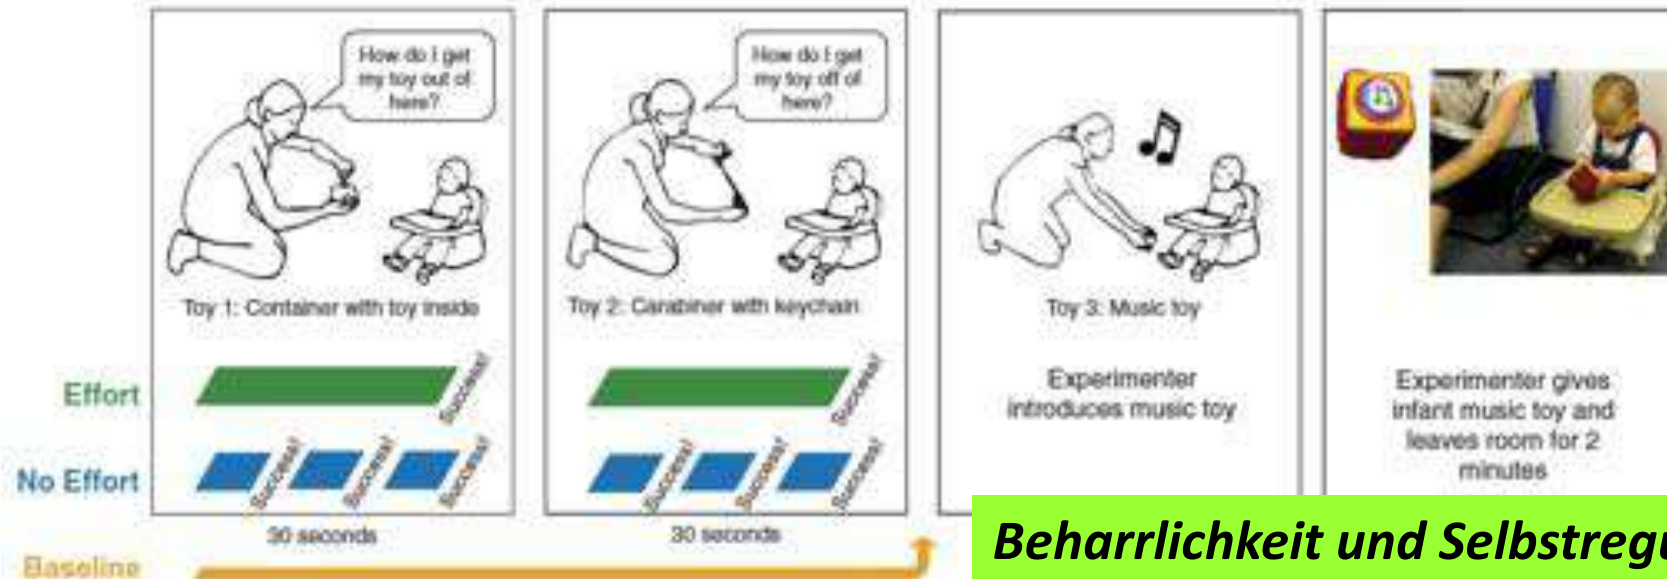 How do I get
my toy out of
here?
Toy 1: Container with toy inside
How do I get
my toy off of
here?
Toy 2: Carabiner with keychain
Toy 3: Music toy
Experimenter
introduces music toy
Experimenter gives
infant music toy and
leaves room for 2
minutes
Effort
Success!
Success!
No Effort
Success!
Success!
Success!
Success!
Success!
Success!
30 seconds
30 seconds
Baseline
Beharrlichkeit und